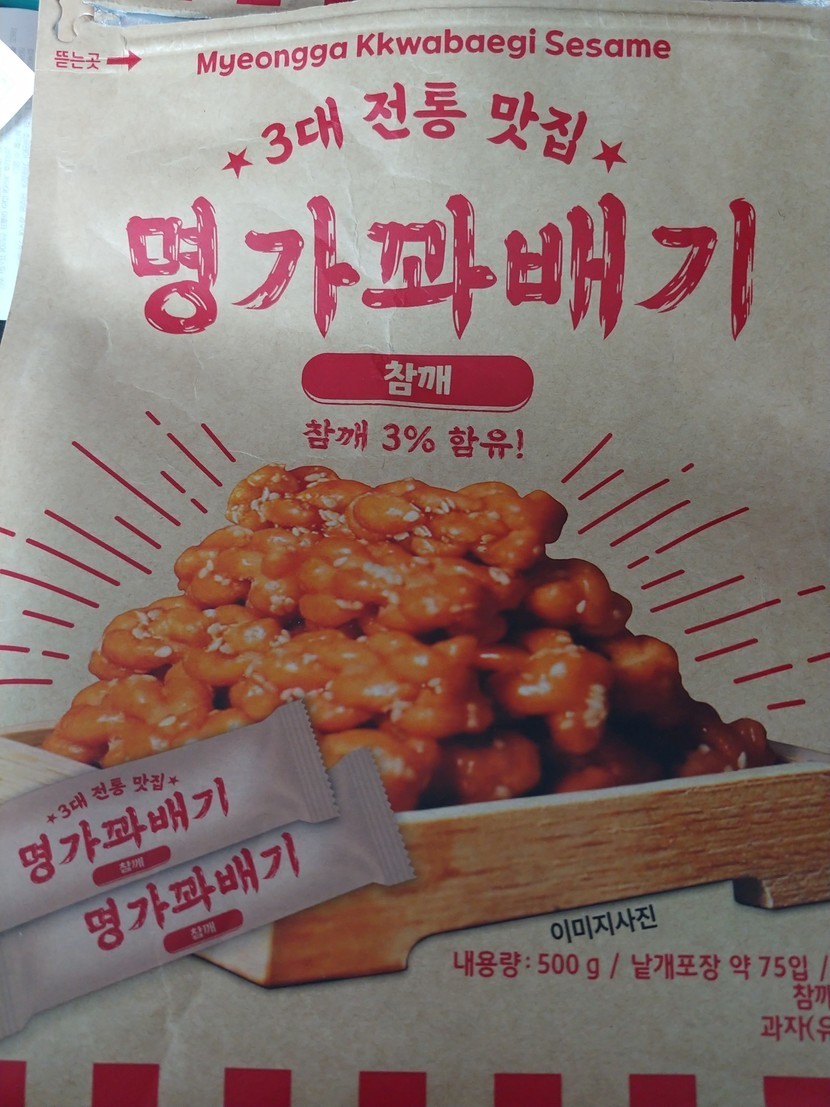 뜯는곳
Myeongga Kkwabaegi Sesame
3대 전통 맛집
명가꽈배기
참깨
참깨 3% 함유!
3대 전통 맛집
명가꽈배기
참깨
명가꽈배기
참깨
이미지사진
내용량 : 500 g / 낱개포장 약 75입 /
참깨
과자(유